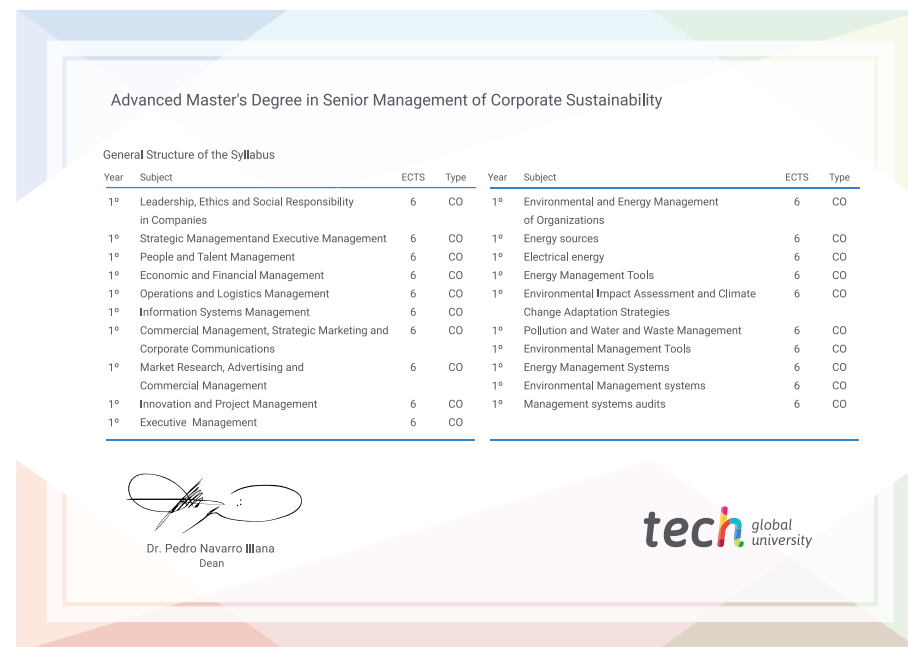 Advanced Master's Degree in Senior Management of Corporate Sustainability
General Structure of the Syllabus
Year Subject ECTS Type
1º Leadership, Ethics and Social Responsibility 6 CO
in Companies
1º Strategic Managementand Executive Management 6 CO
1º People and Talent Management 6 CO
1º Economic and Financial Management 6 CO
1º Operations and Logistics Management 6 CO
1º Information Systems Management 6 CO
1º Commercial Management, Strategic Marketing and 6 CO
Corporate Communications
1º Market Research, Advertising and 6 CO
Commercial Management
1º Innovation and Project Management 6 CO
1º Executive Management 6 CO
Year Subject ECTS Type
1º Environmental and Energy Management 6 CO
of Organizations
1º Energy sources 6 CO
1º Electrical energy 6 CO
1º Energy Management Tools 6 CO
1º Environmental Impact Assessment and Climate 6 CO
Change Adaptation Strategies
1º Pollution and Water and Waste Management 6 CO
1º Environmental Management Tools 6 CO
1º Energy Management Systems 6 CO
1º Environmental Management systems 6 CO
1º Management systems audits 6 CO
Dr. Pedro Navarro Illana
Dean
tech global
university